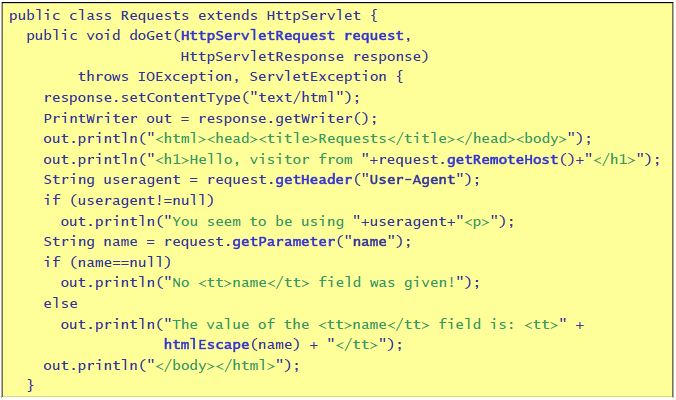 public class Requests extends HttpServlet {
  public void doGet(HttpServletRequest request,
                    HttpServletResponse response)
        throws IOException, ServletException {
    response.setContentType("text/html");
    PrintWriter out = response.getWriter();
    out.println("<html><head><title>Requests</title></head><body>");
    out.println("<h1>Hello, visitor from "+request.getRemoteHost()+"</h1>");
    String useragent = request.getHeader("User-Agent");
    if (useragent!=null)
      out.println("You seem to be using "+useragent+"<p>");
    String name = request.getParameter("name");
    if (name==null)
      out.println("No <tt>name</tt> field was given!");
    else
      out.println("The value of the <tt>name</tt> field is: <tt>" +
                  htmlEscape(name) + "</tt>");
    out.println("</body></html>");
  }